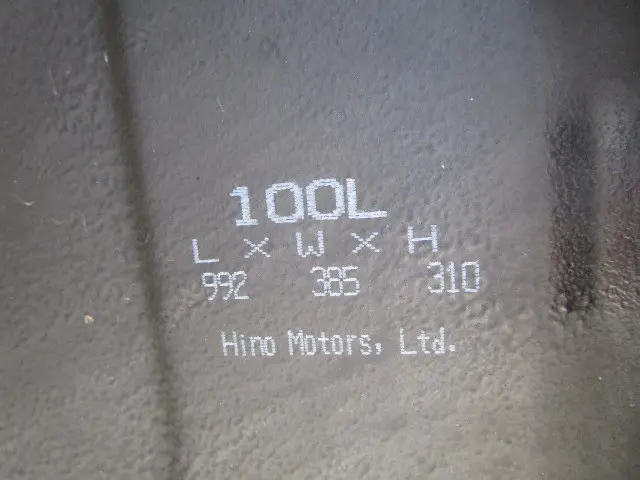 100L
L × W × H
992 385 310
Hino Motors, Ltd.